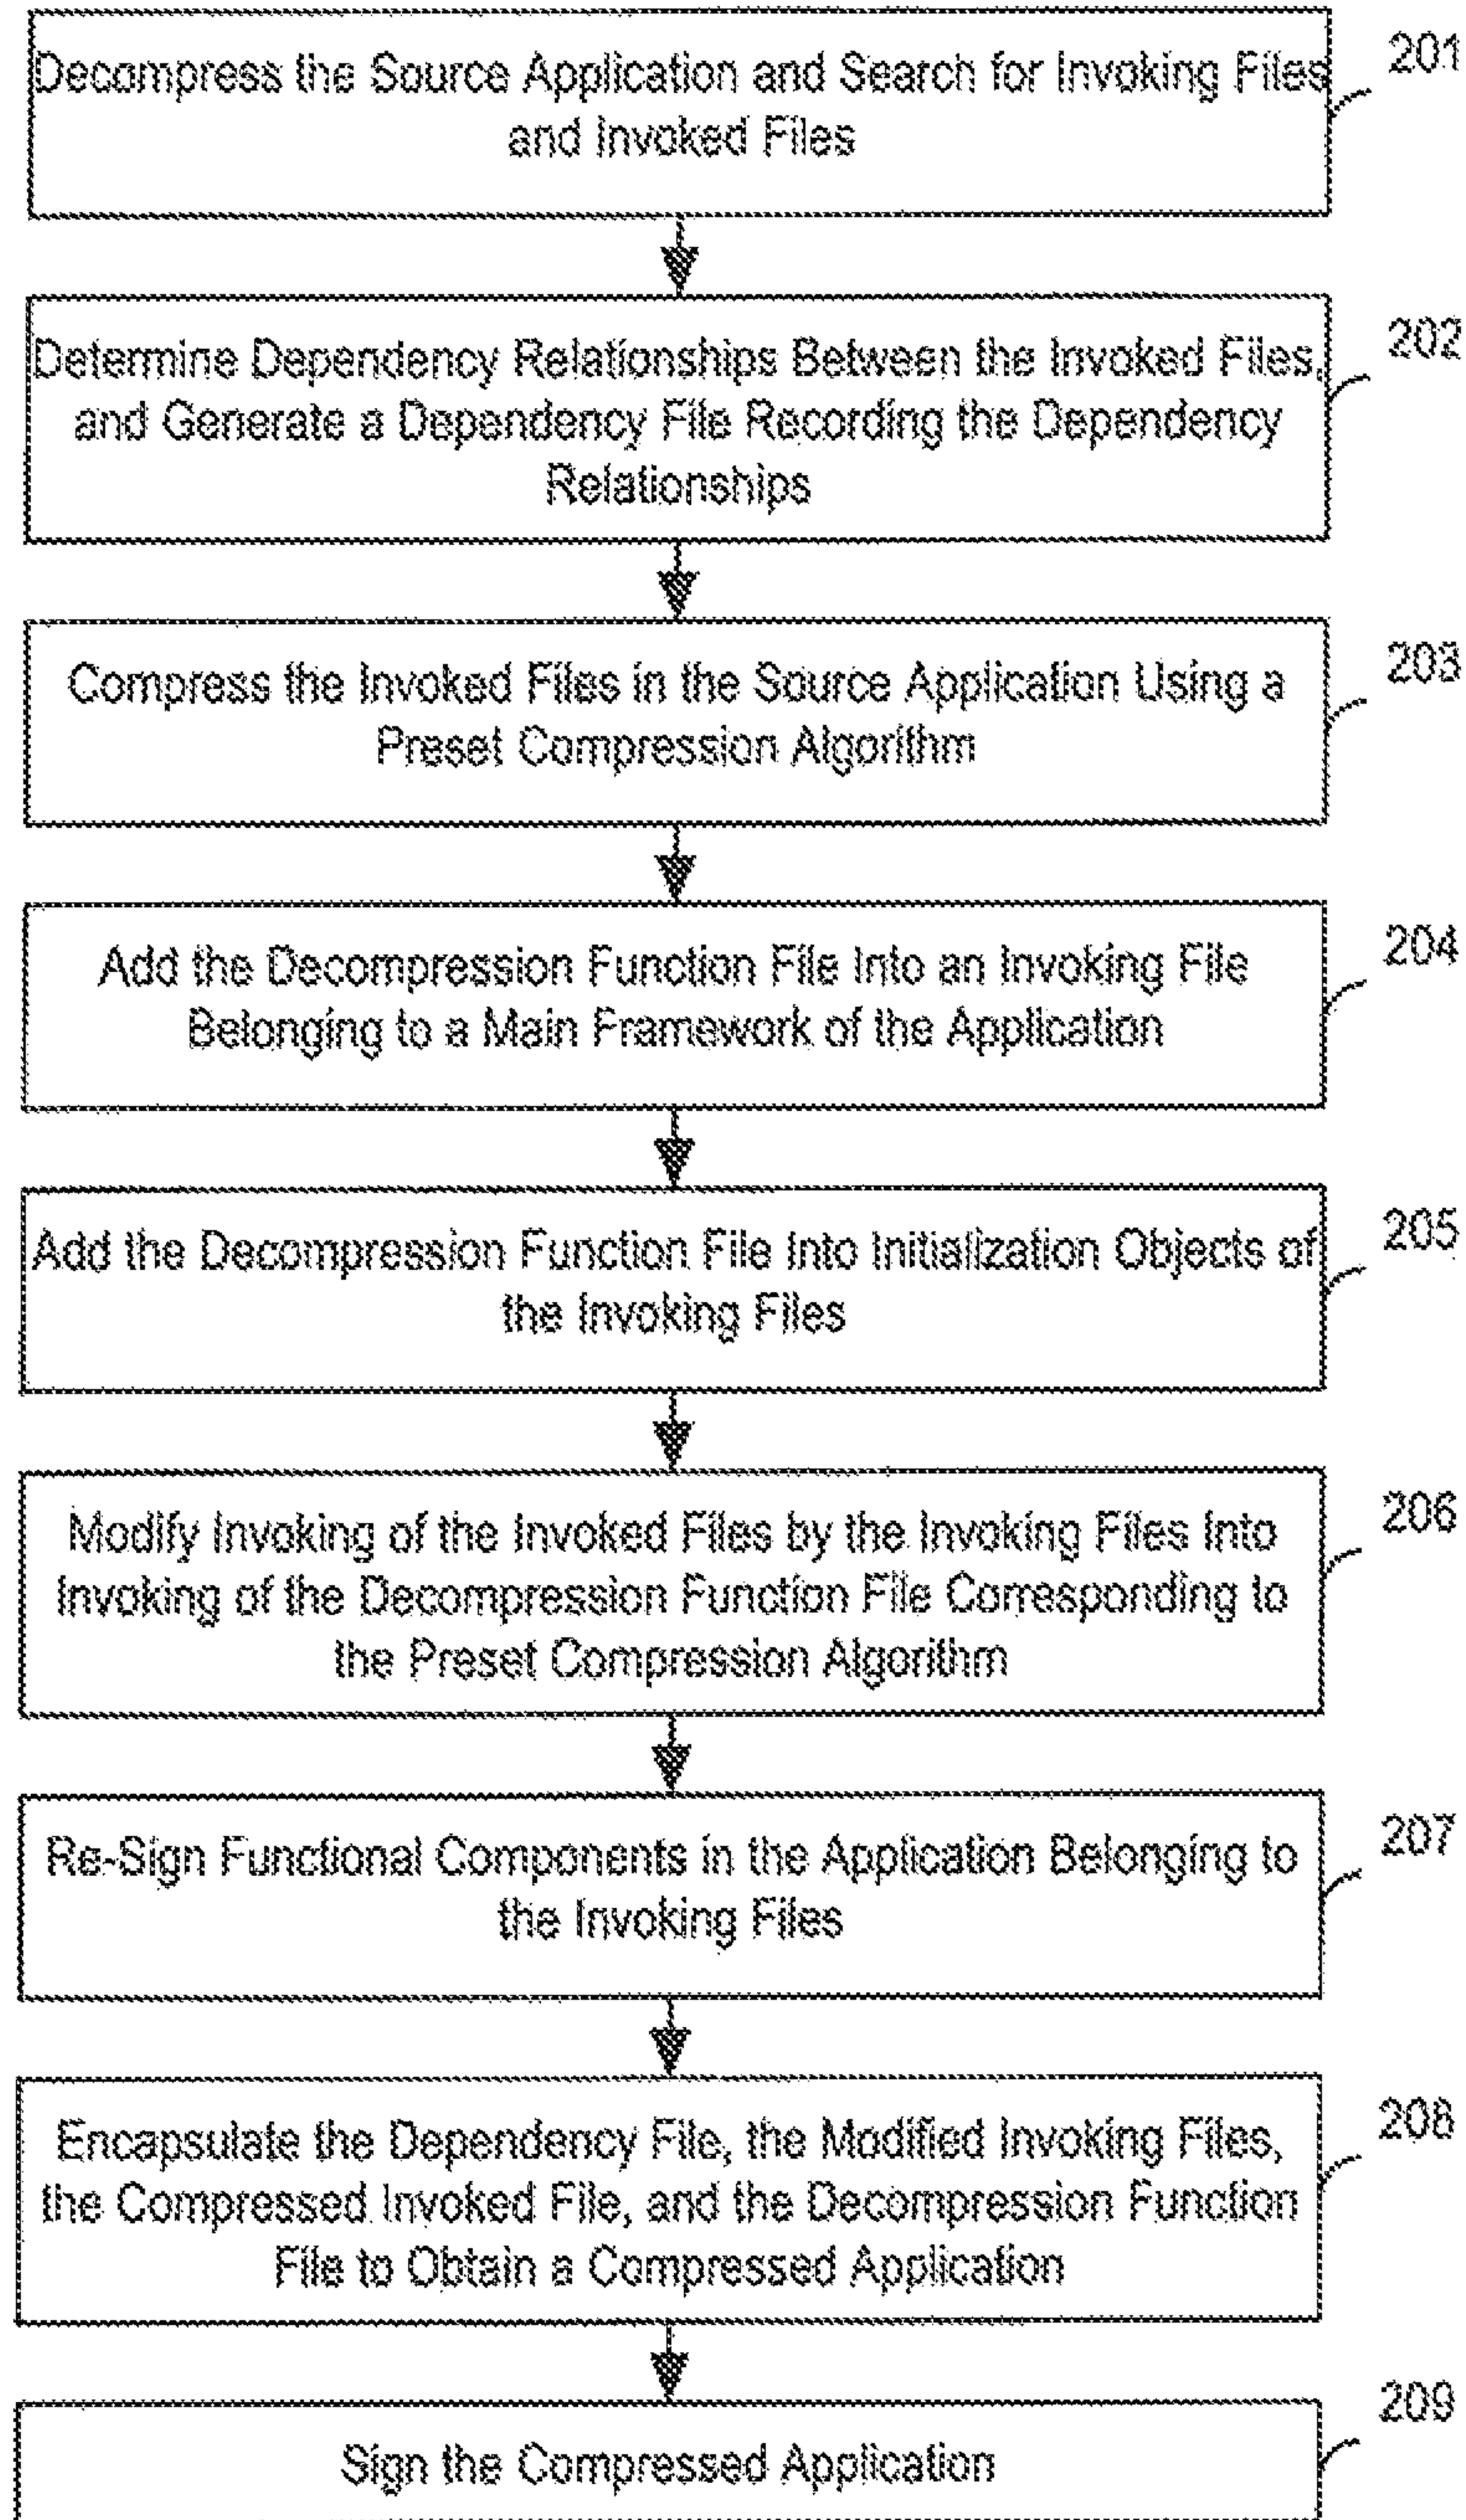 Decompress the Source Application and Search for Invoking Files
and Invoked Files
201
Determine Dependency Relationships Between the Invoked Files,
and Generate a Dependency File Recording the Dependency
Relationships
202
Compress the Invoked Files in the Source Application Using a
Preset Compression Algorithm
203
Add the Decompression Function File Into an Invoking File
Belonging to a Main Framework of the Application
204
Add the Decompression Function File Into Initialization Objects of
the Invoking Files
205
Modify Invoking of the Invoked Files by the Invoking Files Into
Invoking of the Decompression Function File Corresponding to
the Preset Compression Algorithm
206
Re-Sign Functional Components in the Application Belonging to
the Invoking Files
207
Encapsulate the Dependency File, the Modified Invoking Files,
the Compressed Invoked File, and the Decompression Function
File to Obtain a Compressed Application
208
Sign the Compressed Application
209